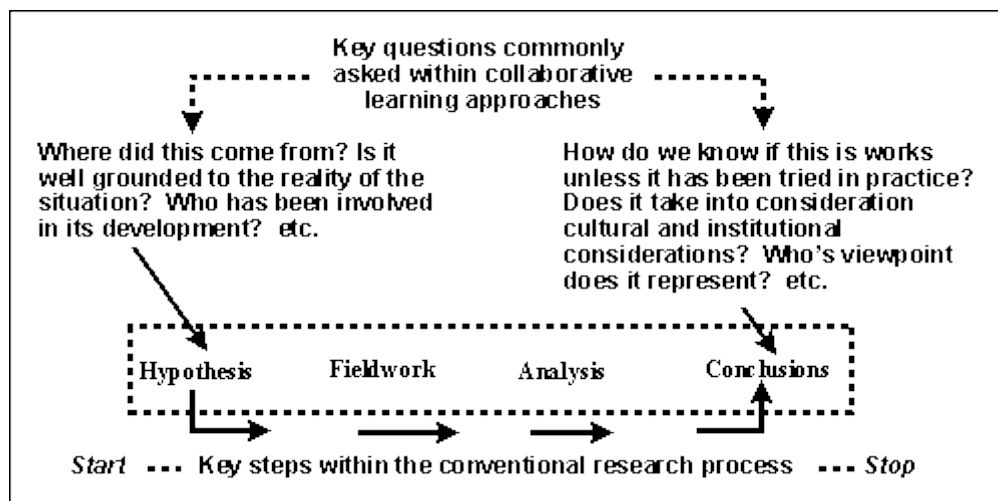 Key questions commonly
asked within collaborative
learning approaches
Where did this come from? Is it
well grounded to the reality of the
situation? Who has been involved
in its development? etc.
How do we know if this is works
unless it has been tried in practice?
Does it take into consideration
cultural and institutional
considerations? Who's viewpoint
does it represent? etc.
Hypothesis Fieldwork Analysis Conclusions
Start --- Key steps within the conventional research process --- Stop